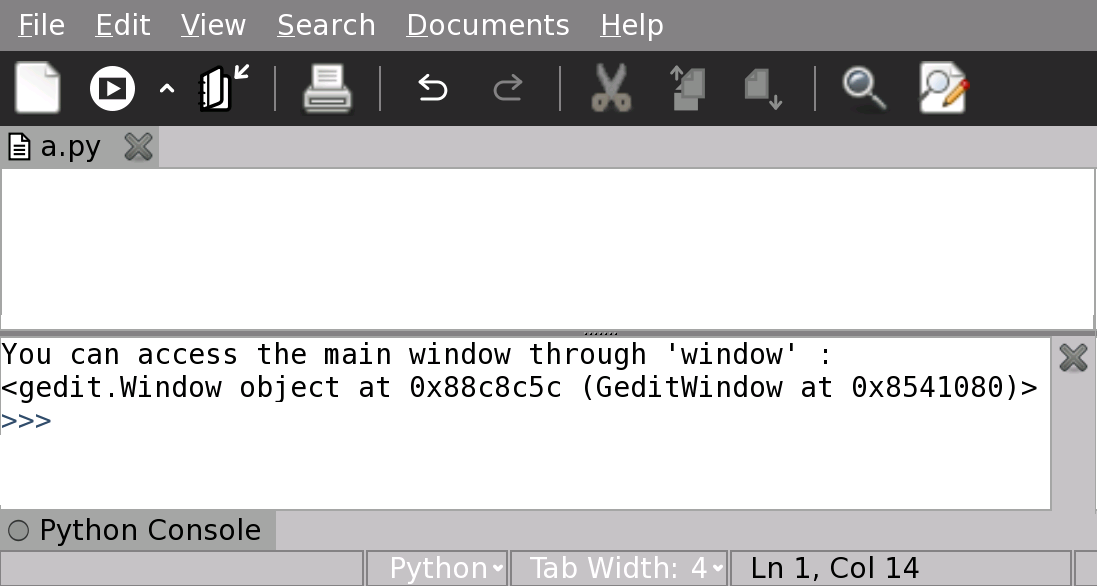 File Edit View Search Documents Help
a.py
You can access the main window through 'window' :
<gedit.Window object at 0x88c8c5c (GeditWindow at 0x8541080)>
>>>
Python Console
Python Tab Width: 4 Ln 1, Col 14